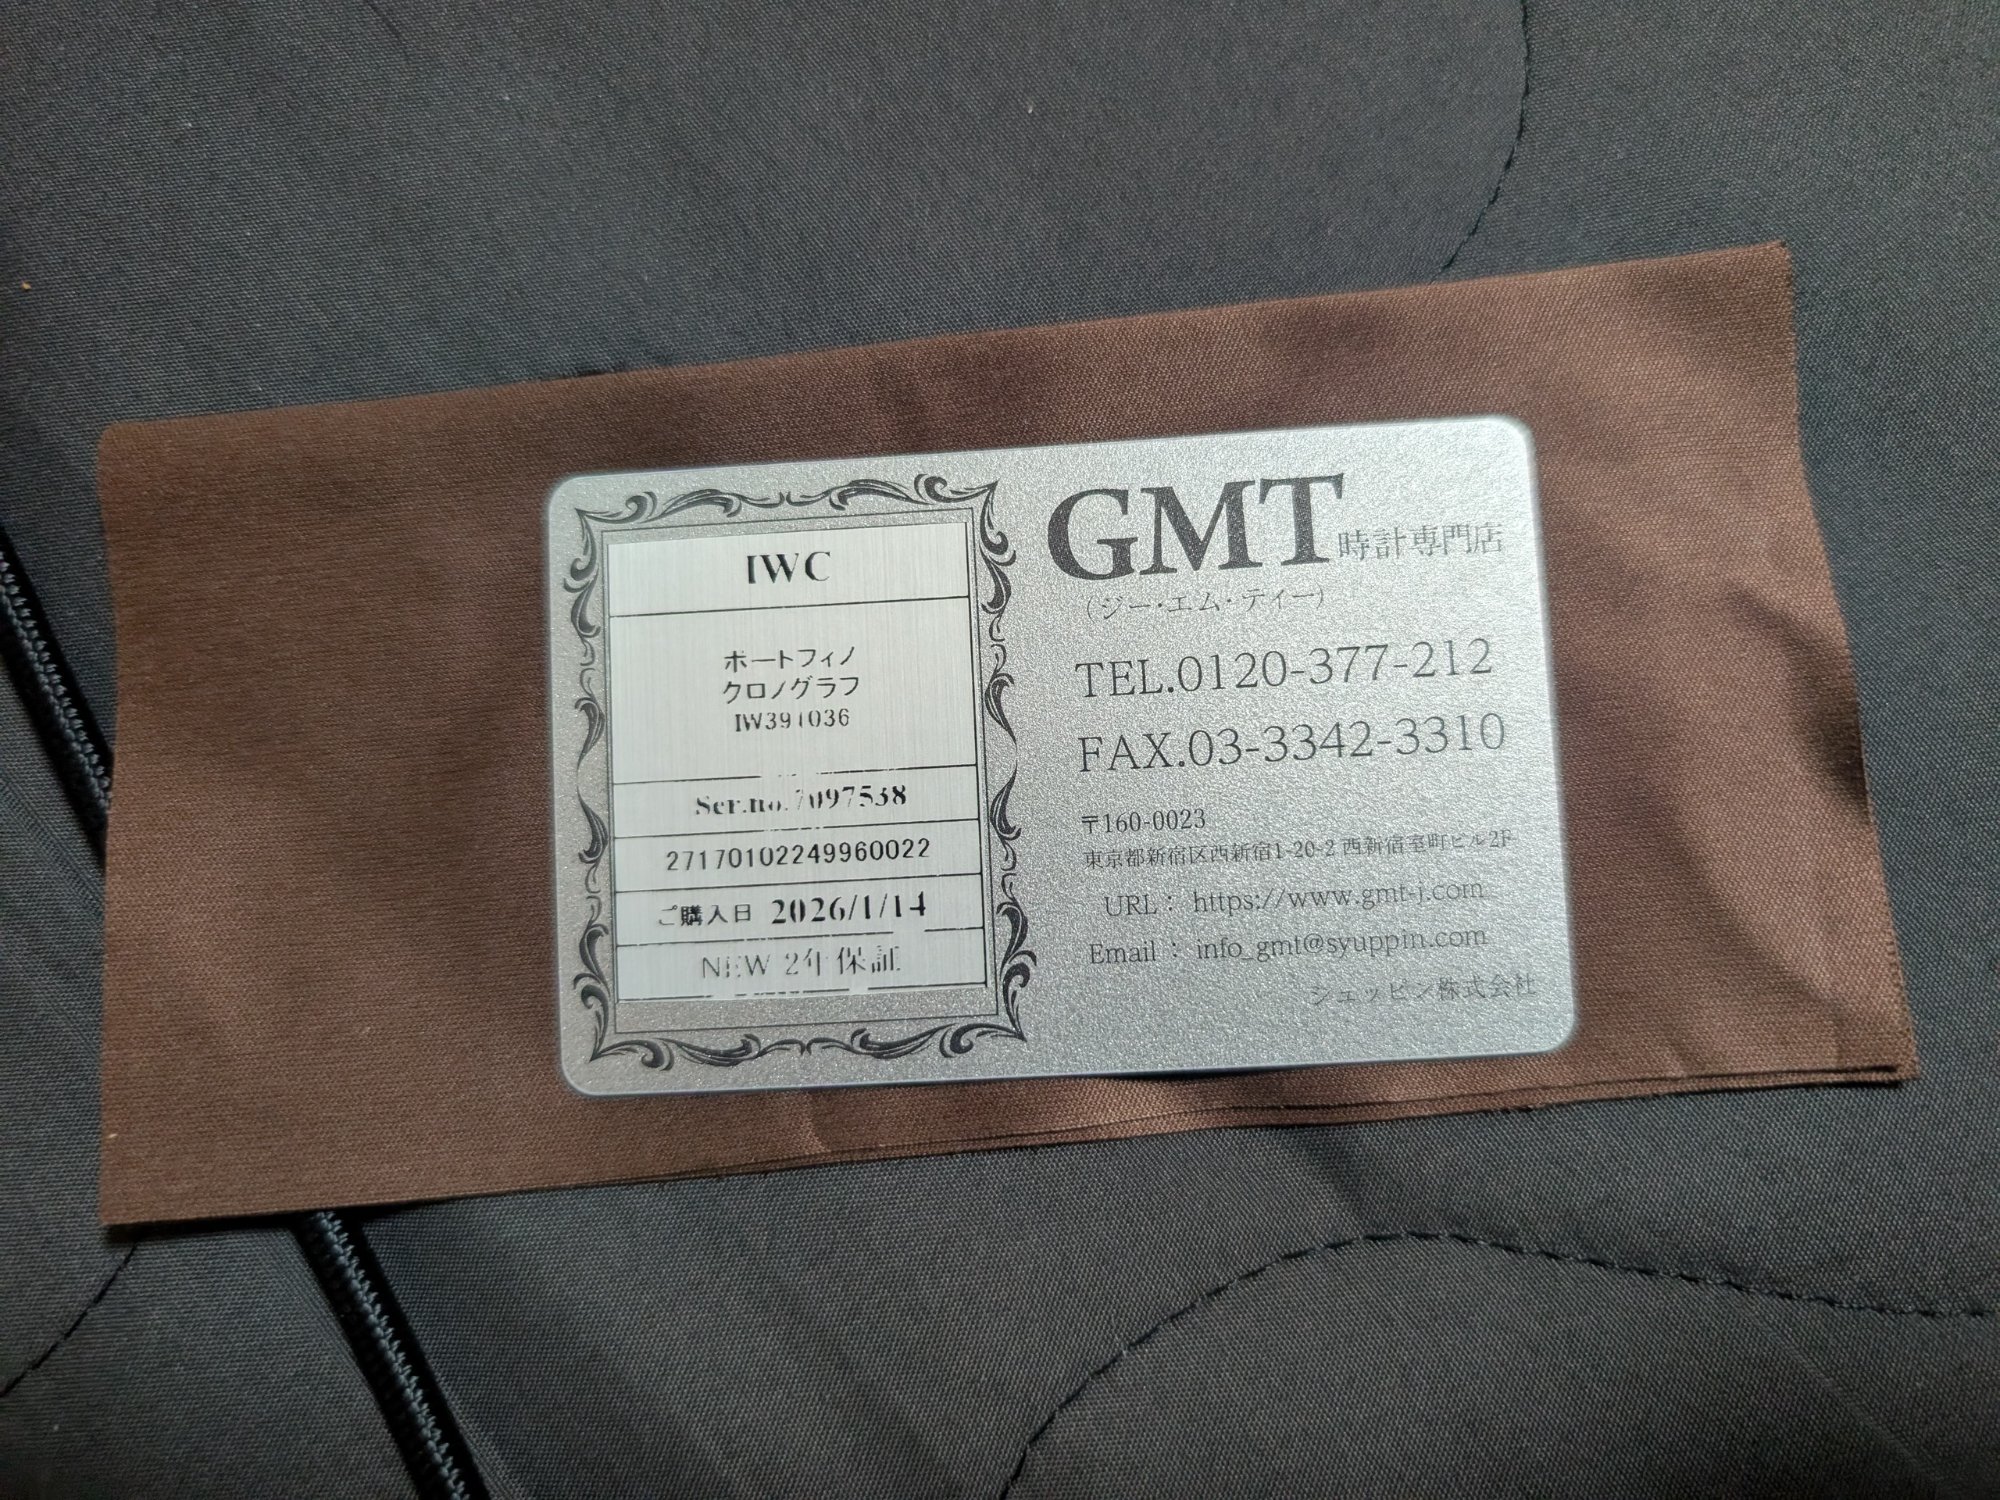 IWC
ポートフィノ
クロノグラフ
IW391036
Ser.no.7097538
27170102249960022
ご購入日 2026/1/14
NEW 2年保証
GMT時計専門店
(ジー・エム・ティー)
TEL.0120-377-212
FAX.03-3342-3310
〒160-0023
東京都新宿区西新宿1-20-2 西新宿室町ビル2F
URL： https://www.gmt-j.com
Email： info_gmt@syuppin.com
シュッピン株式会社